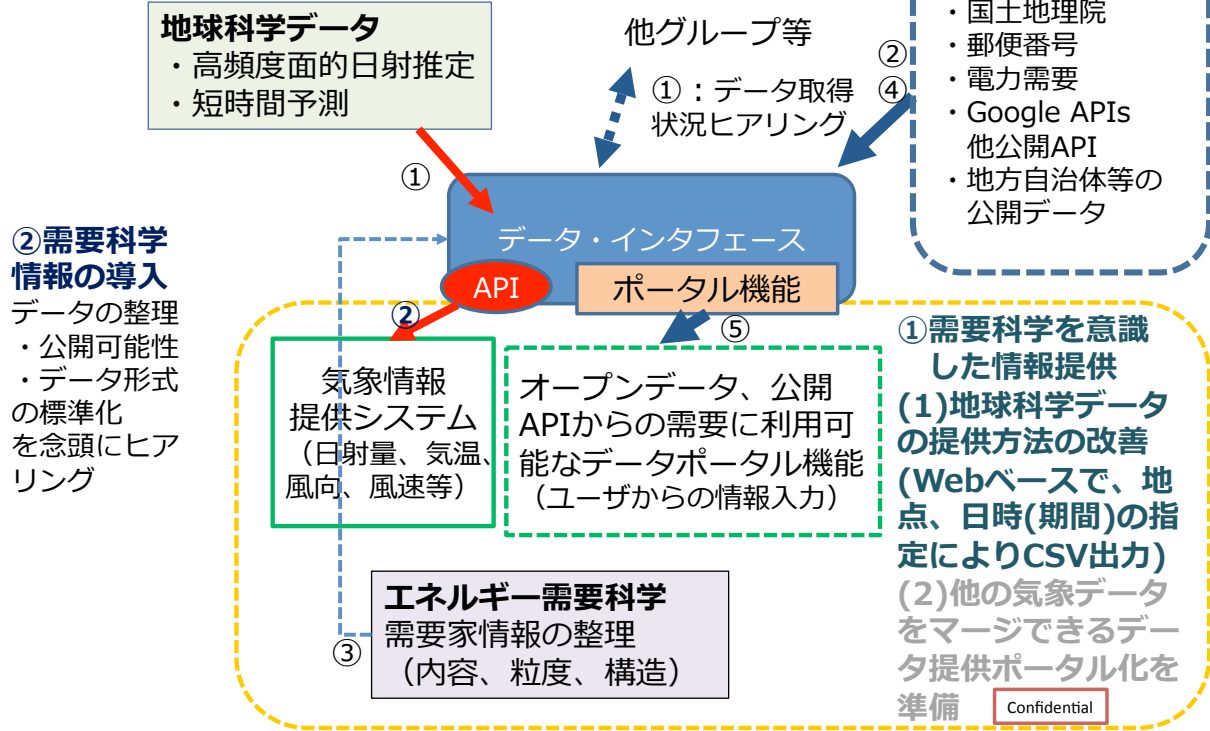 地球科学データ
・高頻度面的日射推定
・短時間予測
他グループ等
①：データ取得
状況ヒアリング
②
④
・国土地理院
・郵便番号
・電力需要
・Google APIs
他公開API
・地方自治体等の
公開データ
①
データ・インタフェース
API
ポータル機能
②需要科学
情報の導入
データの整理
・公開可能性
・データ形式
の標準化
を念頭にヒア
リング
②
⑤
気象情報
提供システム
（日射量、気温、
風向、風速等）
オープンデータ、公開
APIからの需要に利用可
能なデータポータル機能
（ユーザからの情報入力）
①需要科学を意識
した情報提供
(1)地球科学データ
の提供方法の改善
(Webベースで、地
点、日時(期間)の指
定によりCSV出力)
(2)他の気象データ
をマージできるデー
タ提供ポータル化を
準備
エネルギー需要科学
需要家情報の整理
（内容、粒度、構造）
③
Confidential